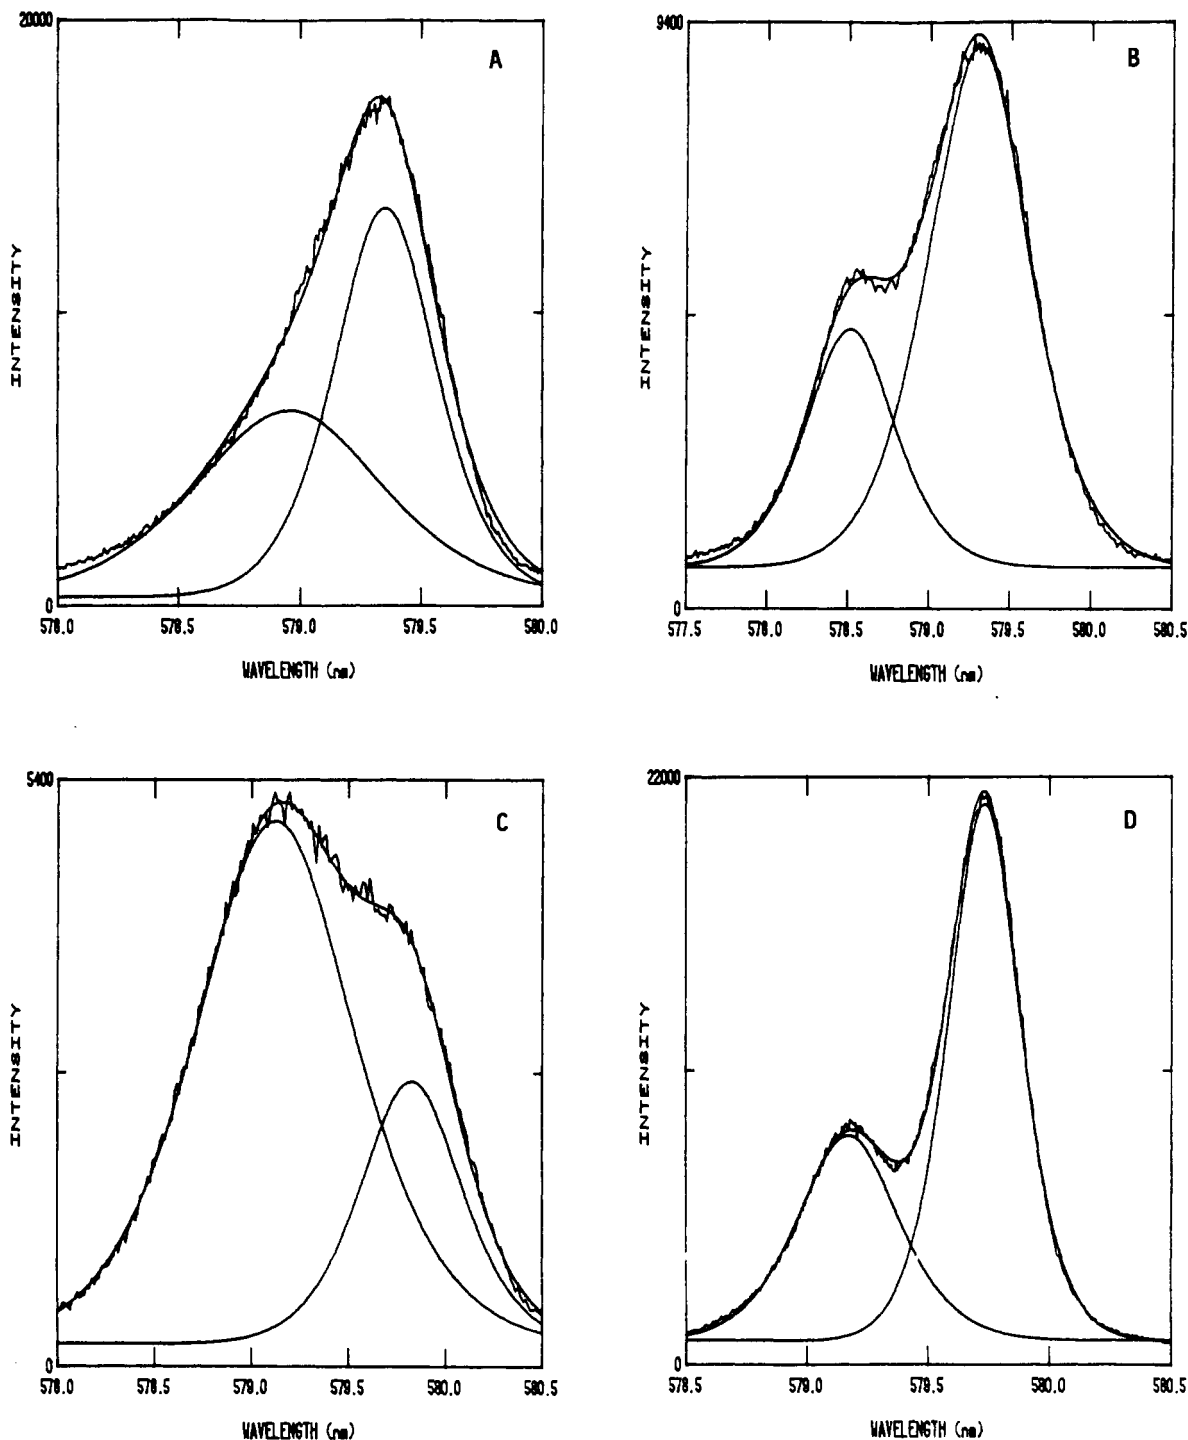 20000
A
INTENSITY
0
578.0 578.5 579.0 579.5 580.0
WAVELENGTH (nm)
9400
B
INTENSITY
0
577.5 578.0 578.5 579.0 579.5 580.0 580.5
WAVELENGTH (nm)
5400
C
INTENSITY
0
578.0 578.5 579.0 579.5 580.0 580.5
WAVELENGTH (nm)
22000
D
INTENSITY
0
578.5 579.0 579.5 580.0 580.5
WAVELENGTH (nm)